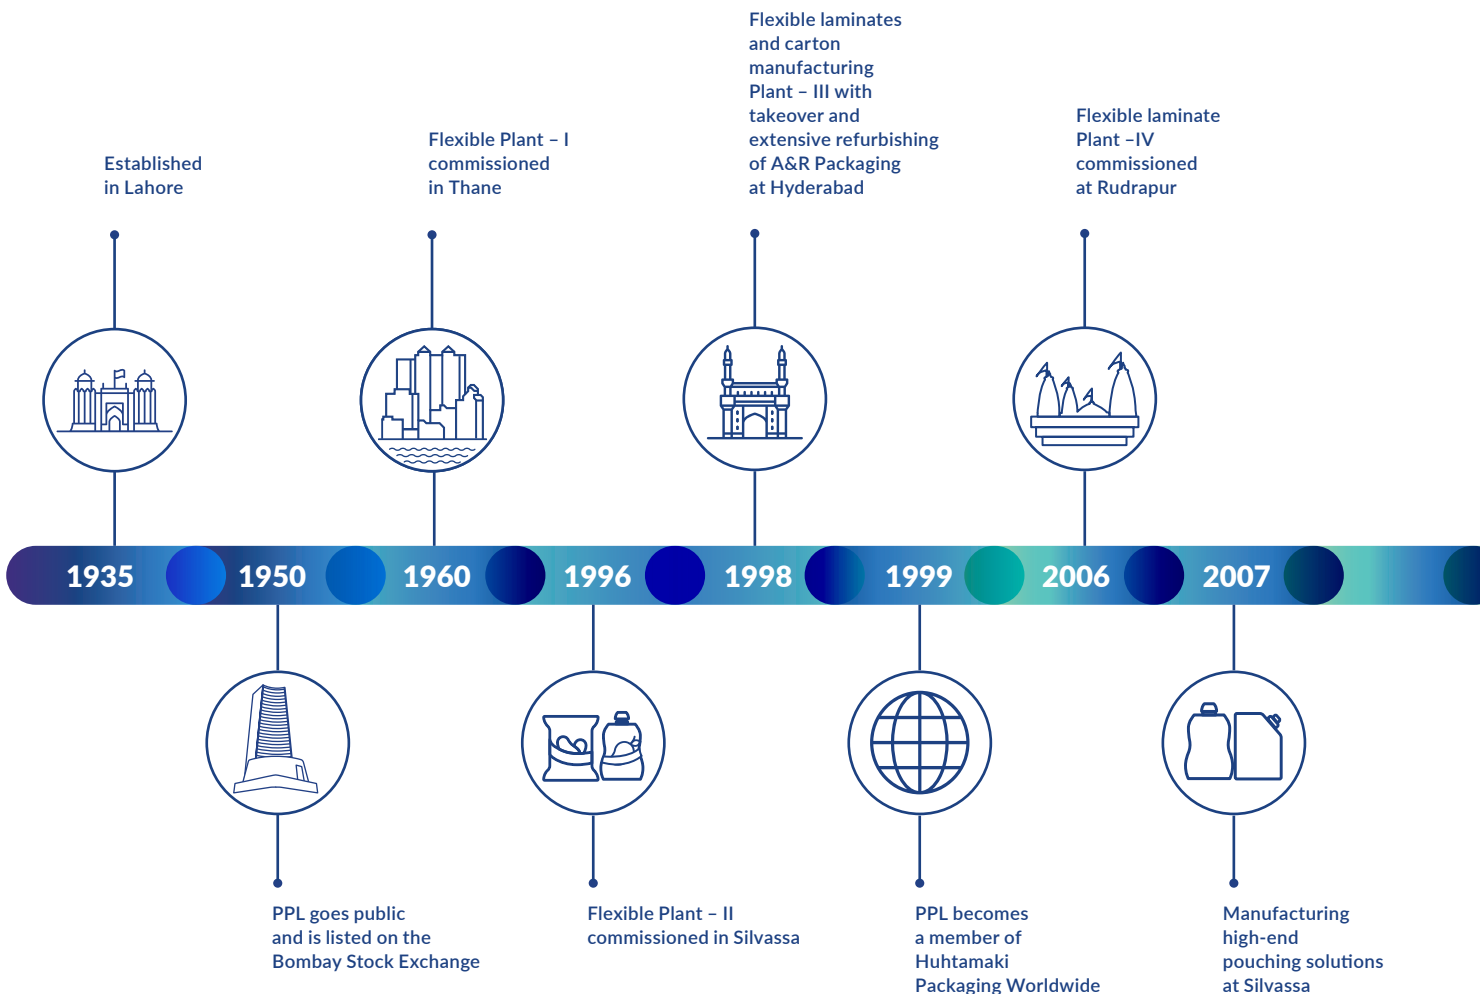 Flexible laminates
and carton
manufacturing
Plant – III with
takeover and
extensive refurbishing
of A&R Packaging
at Hyderabad
Flexible laminate
Plant –IV
commissioned
at Rudrapur
Flexible Plant – I
commissioned
in Thane
Established
in Lahore
1935 1950 1960 1996 1998 1999 2006 2007
PPL goes public
and is listed on the
Bombay Stock Exchange
Flexible Plant – II
commissioned in Silvassa
PPL becomes
a member of
Huhtamaki
Packaging Worldwide
Manufacturing
high-end
pouching solutions
at Silvassa